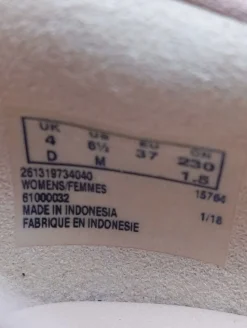 UK US EU CN
4 6½ 37 230
D M 1.5
261319734040
WOMENS/FEMMES 15764
61000032
MADE IN INDONESIA 1/18
FABRIQUE EN INDONESIE